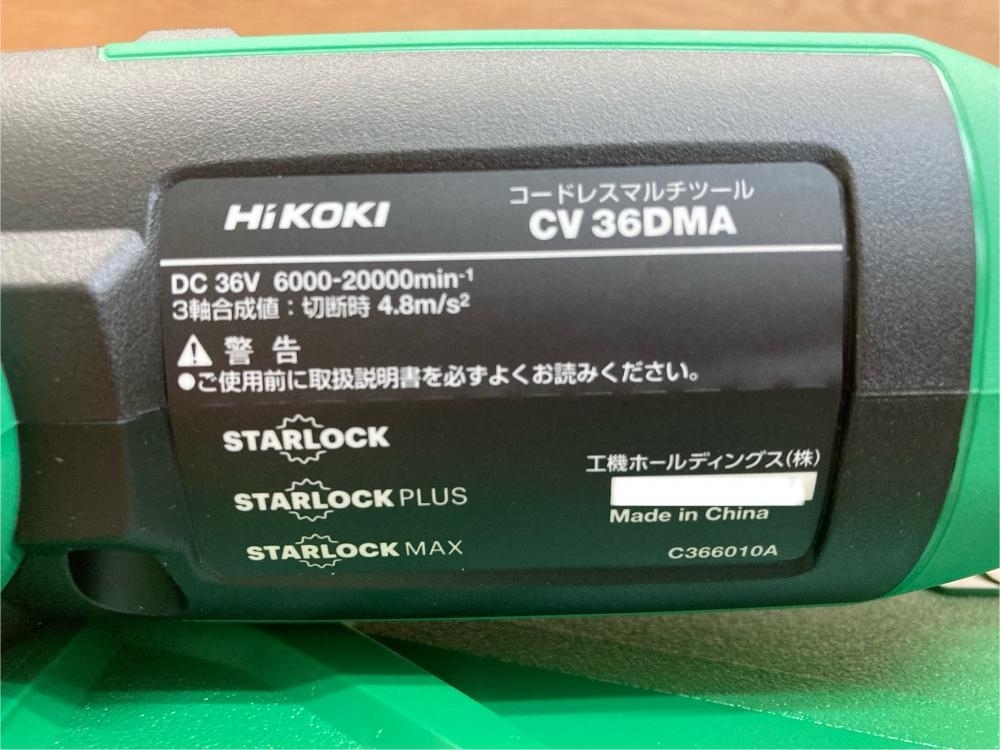 HiKOKI
コードレスマルチツール
CV 36DMA
DC 36V 6000-20000min⁻¹
3軸合成値：切断時 4.8m/s²
警告
●ご使用前に取扱説明書を必ずよくお読みください。
STARLOCK
STARLOCK PLUS
STARLOCK MAX
工機ホールディングス(株)
Made in China
C366010A